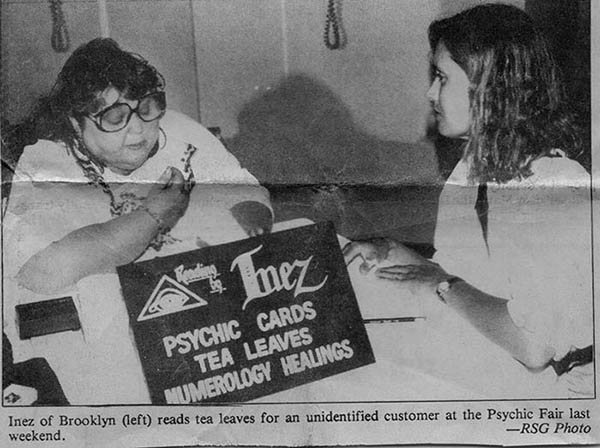 Reading
by
Inez
PSYCHIC CARDS
TEA LEAVES
NUMEROLOGY HEALINGS
Inez of Brooklyn (left) reads tea leaves for an unidentified customer at the Psychic Fair last
weekend. —RSG Photo